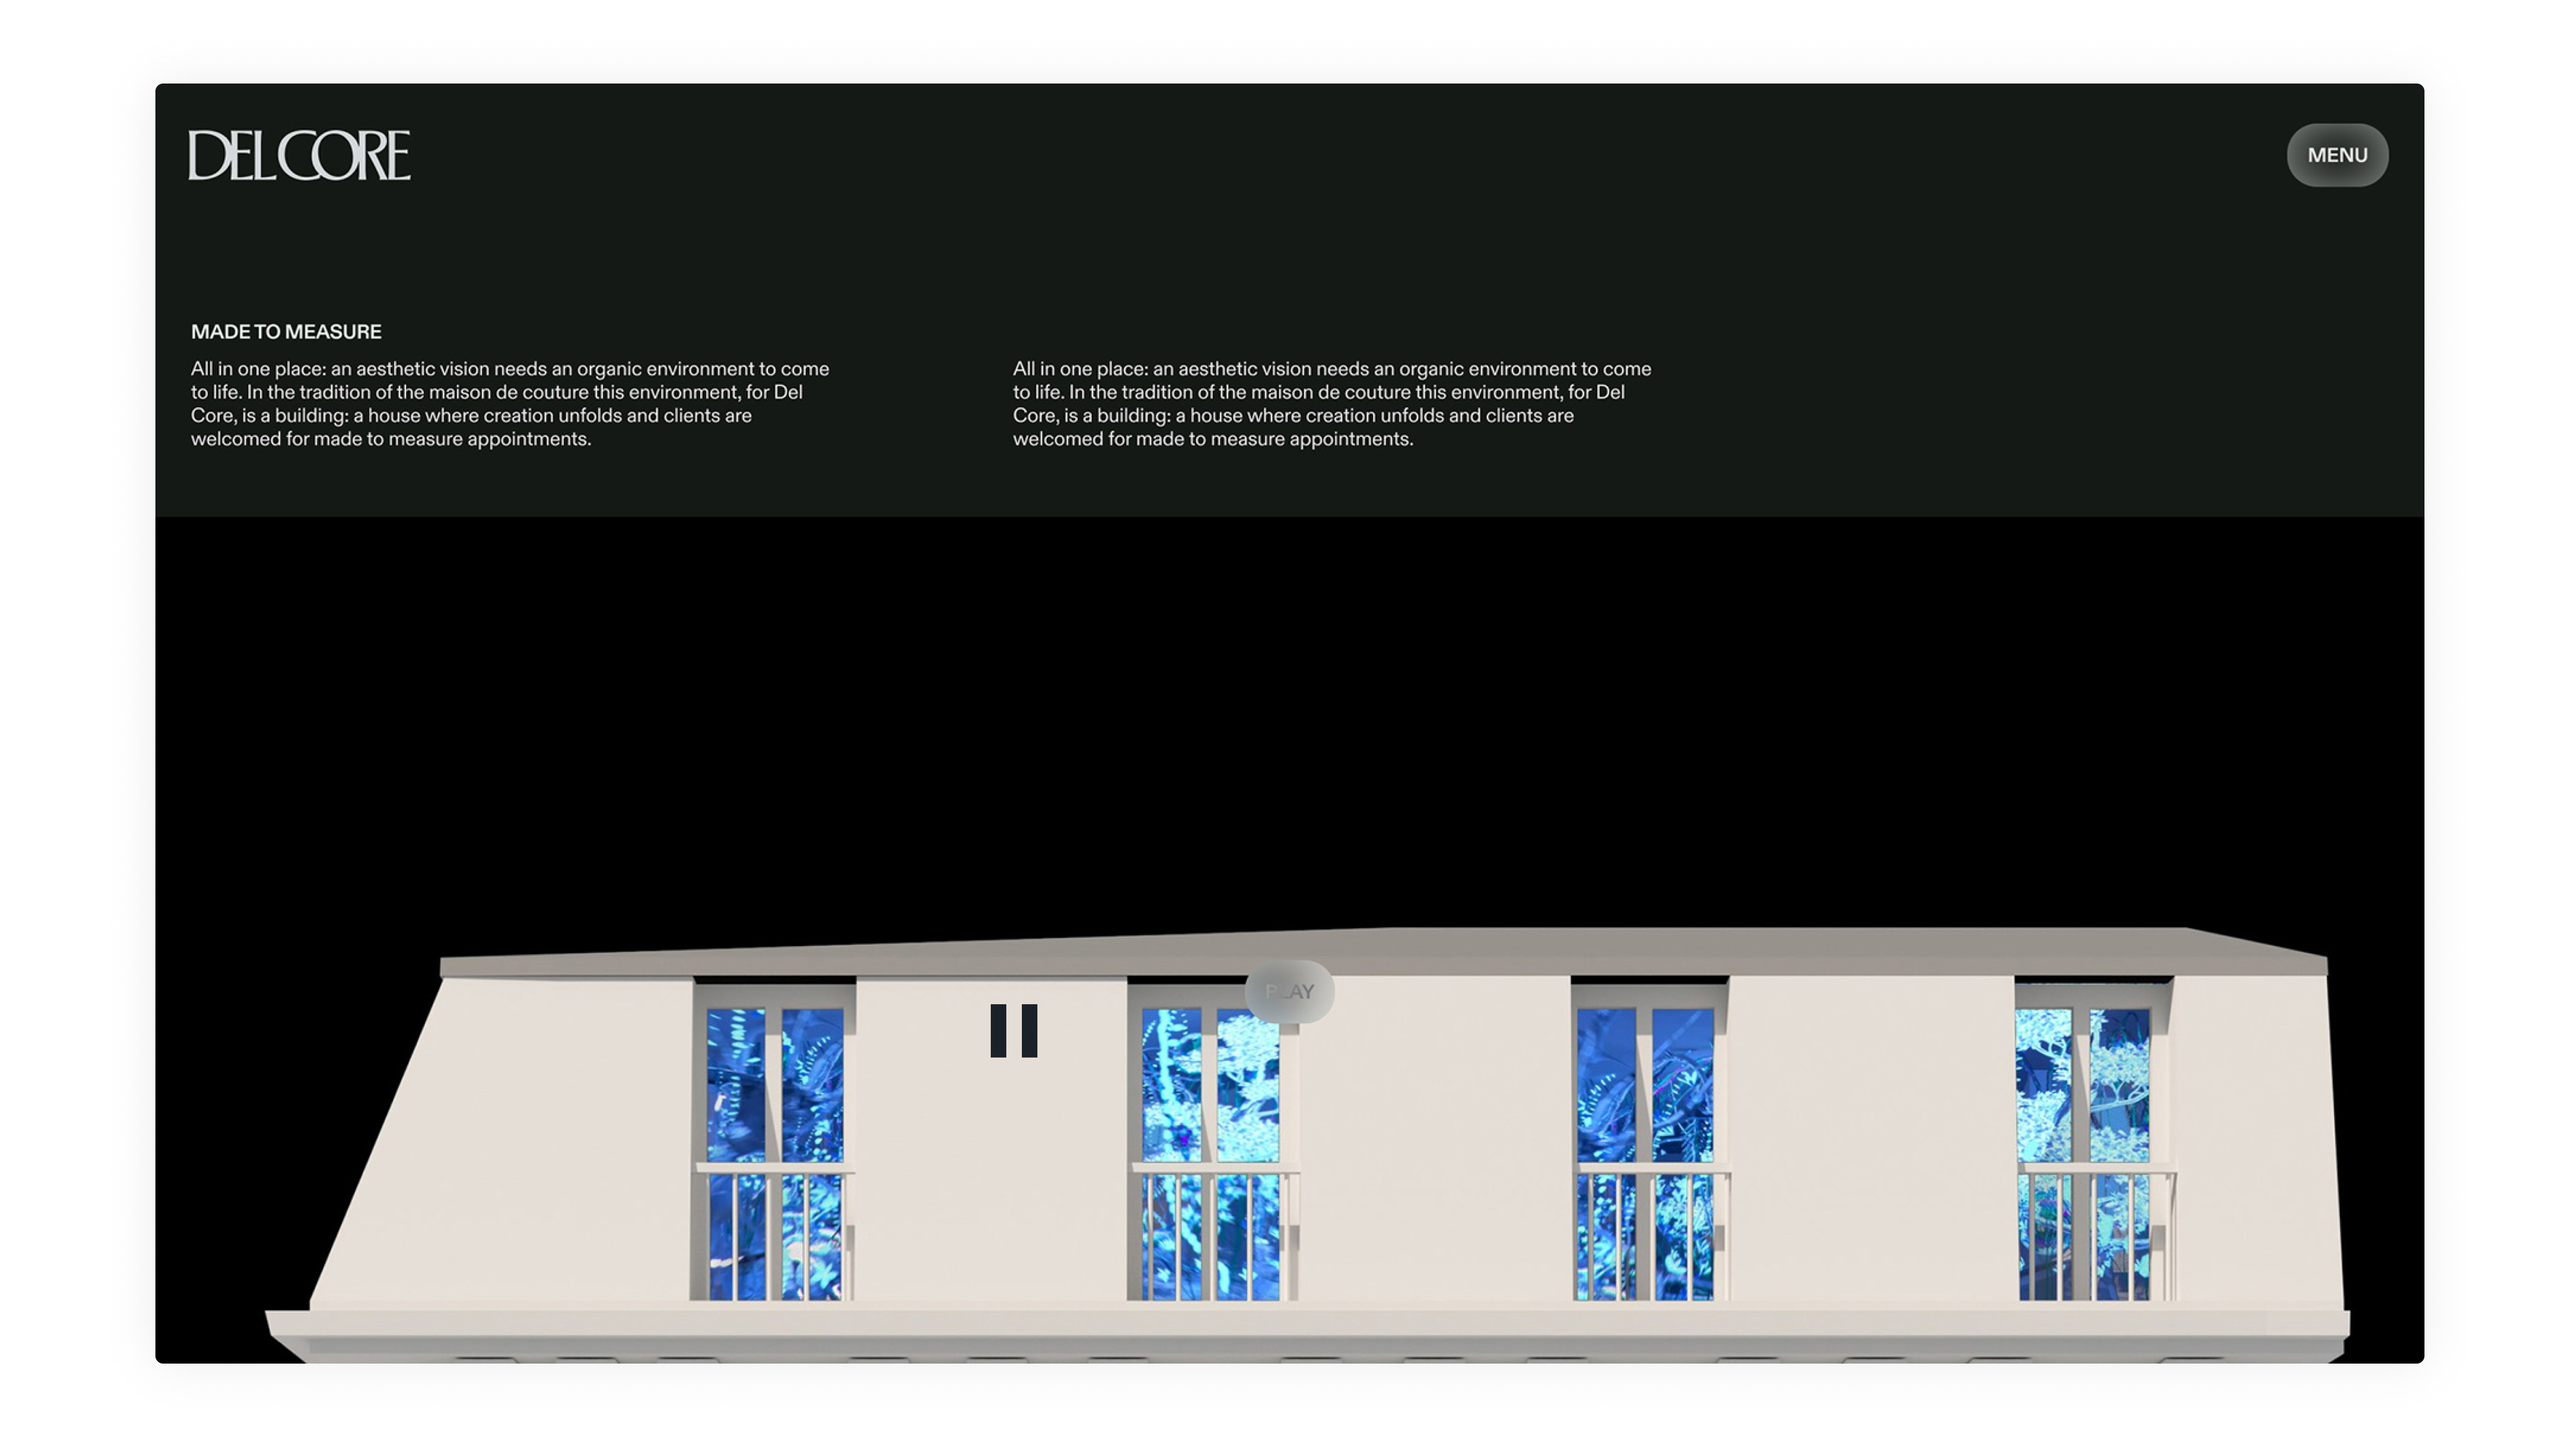 DELCORE
MENU
MADE TO MEASURE
All in one place: an aesthetic vision needs an organic environment to come
to life. In the tradition of the maison de couture this environment, for Del
Core, is a building: a house where creation unfolds and clients are
welcomed for made to measure appointments.
All in one place: an aesthetic vision needs an organic environment to come
to life. In the tradition of the maison de couture this environment, for Del
Core, is a building: a house where creation unfolds and clients are
welcomed for made to measure appointments.
PLAY